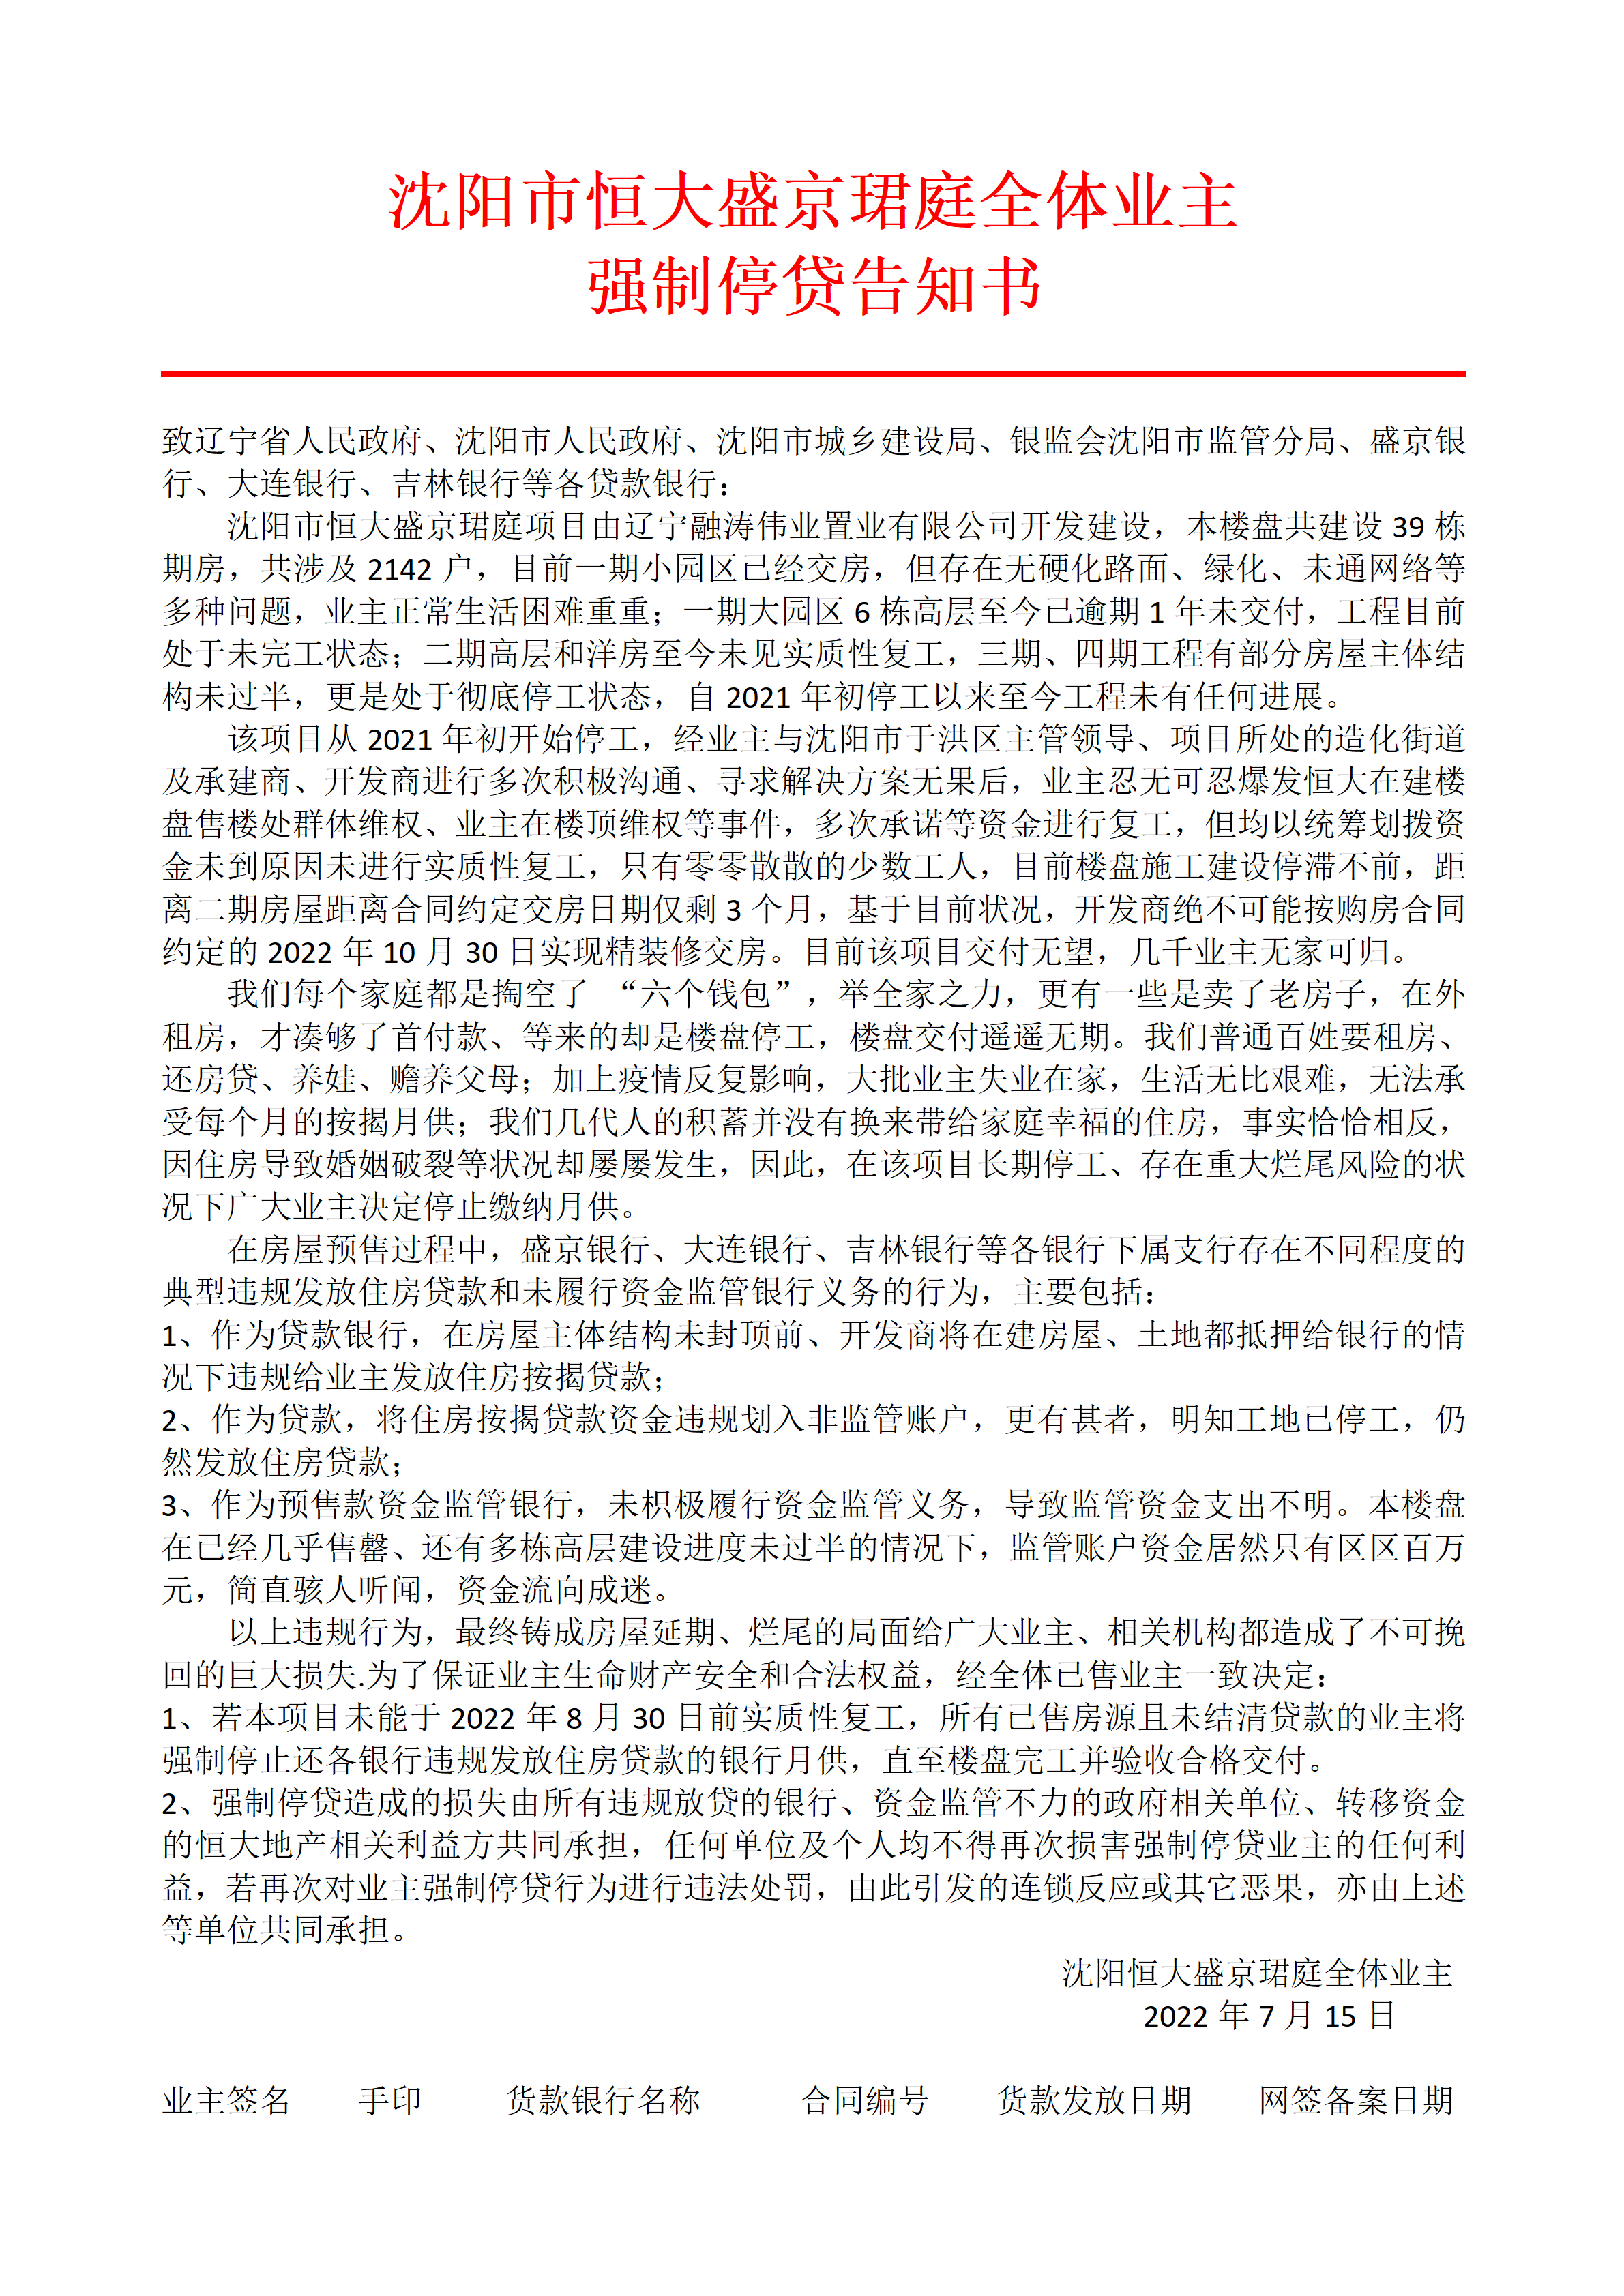 沈阳市恒大盛京珺庭全体业主
强制停贷告知书
致辽宁省人民政府、沈阳市人民政府、沈阳市城乡建设局、银监会沈阳市监管分局、盛京银
行、大连银行、吉林银行等各贷款银行：
沈阳市恒大盛京珺庭项目由辽宁融涛伟业置业有限公司开发建设，本楼盘共建设 39 栋
期房，共涉及 2142 户，目前一期小园区已经交房，但存在无硬化路面、绿化、未通网络等
多种问题，业主正常生活困难重重；一期大园区 6 栋高层至今已逾期 1 年未交付，工程目前
处于未完工状态；二期高层和洋房至今未见实质性复工，三期、四期工程有部分房屋主体结
构未过半，更是处于彻底停工状态，自 2021 年初停工以来至今工程未有任何进展。
该项目从 2021 年初开始停工，经业主与沈阳市于洪区主管领导、项目所处的造化街道
及承建商、开发商进行多次积极沟通、寻求解决方案无果后，业主忍无可忍爆发恒大在建楼
盘售楼处群体维权、业主在楼顶维权等事件，多次承诺等资金进行复工，但均以统筹划拨资
金未到原因未进行实质性复工，只有零零散散的少数工人，目前楼盘施工建设停滞不前，距
离二期房屋距离合同约定交房日期仅剩 3 个月，基于目前状况，开发商绝不可能按购房合同
约定的 2022 年 10 月 30 日实现精装修交房。目前该项目交付无望，几千业主无家可归。
我们每个家庭都是掏空了 “六个钱包”，举全家之力，更有一些是卖了老房子，在外
租房，才凑够了首付款、等来的却是楼盘停工，楼盘交付遥遥无期。我们普通百姓要租房、
还房贷、养娃、赡养父母；加上疫情反复影响，大批业主失业在家，生活无比艰难，无法承
受每个月的按揭月供；我们几代人的积蓄并没有换来带给家庭幸福的住房，事实恰恰相反，
因住房导致婚姻破裂等状况却屡屡发生，因此，在该项目长期停工、存在重大烂尾风险的状
况下广大业主决定停止缴纳月供。
在房屋预售过程中，盛京银行、大连银行、吉林银行等各银行下属支行存在不同程度的
典型违规发放住房贷款和未履行资金监管银行义务的行为，主要包括：
1、作为贷款银行，在房屋主体结构未封顶前、开发商将在建房屋、土地都抵押给银行的情
况下违规给业主发放住房按揭贷款；
2、作为贷款，将住房按揭贷款资金违规划入非监管账户，更有甚者，明知工地已停工，仍
然发放住房贷款；
3、作为预售款资金监管银行，未积极履行资金监管义务，导致监管资金支出不明。本楼盘
在已经几乎售罄、还有多栋高层建设进度未过半的情况下，监管账户资金居然只有区区百万
元，简直骇人听闻，资金流向成迷。
以上违规行为，最终铸成房屋延期、烂尾的局面给广大业主、相关机构都造成了不可挽
回的巨大损失.为了保证业主生命财产安全和合法权益，经全体已售业主一致决定：
1、若本项目未能于 2022 年 8 月 30 日前实质性复工，所有已售房源且未结清贷款的业主将
强制停止还各银行违规发放住房贷款的银行月供，直至楼盘完工并验收合格交付。
2、强制停贷造成的损失由所有违规放贷的银行、资金监管不力的政府相关单位、转移资金
的恒大地产相关利益方共同承担，任何单位及个人均不得再次损害强制停贷业主的任何利
益，若再次对业主强制停贷行为进行违法处罚，由此引发的连锁反应或其它恶果，亦由上述
等单位共同承担。
沈阳恒大盛京珺庭全体业主
2022 年 7 月 15 日
业主签名 手印 货款银行名称 合同编号 货款发放日期 网签备案日期